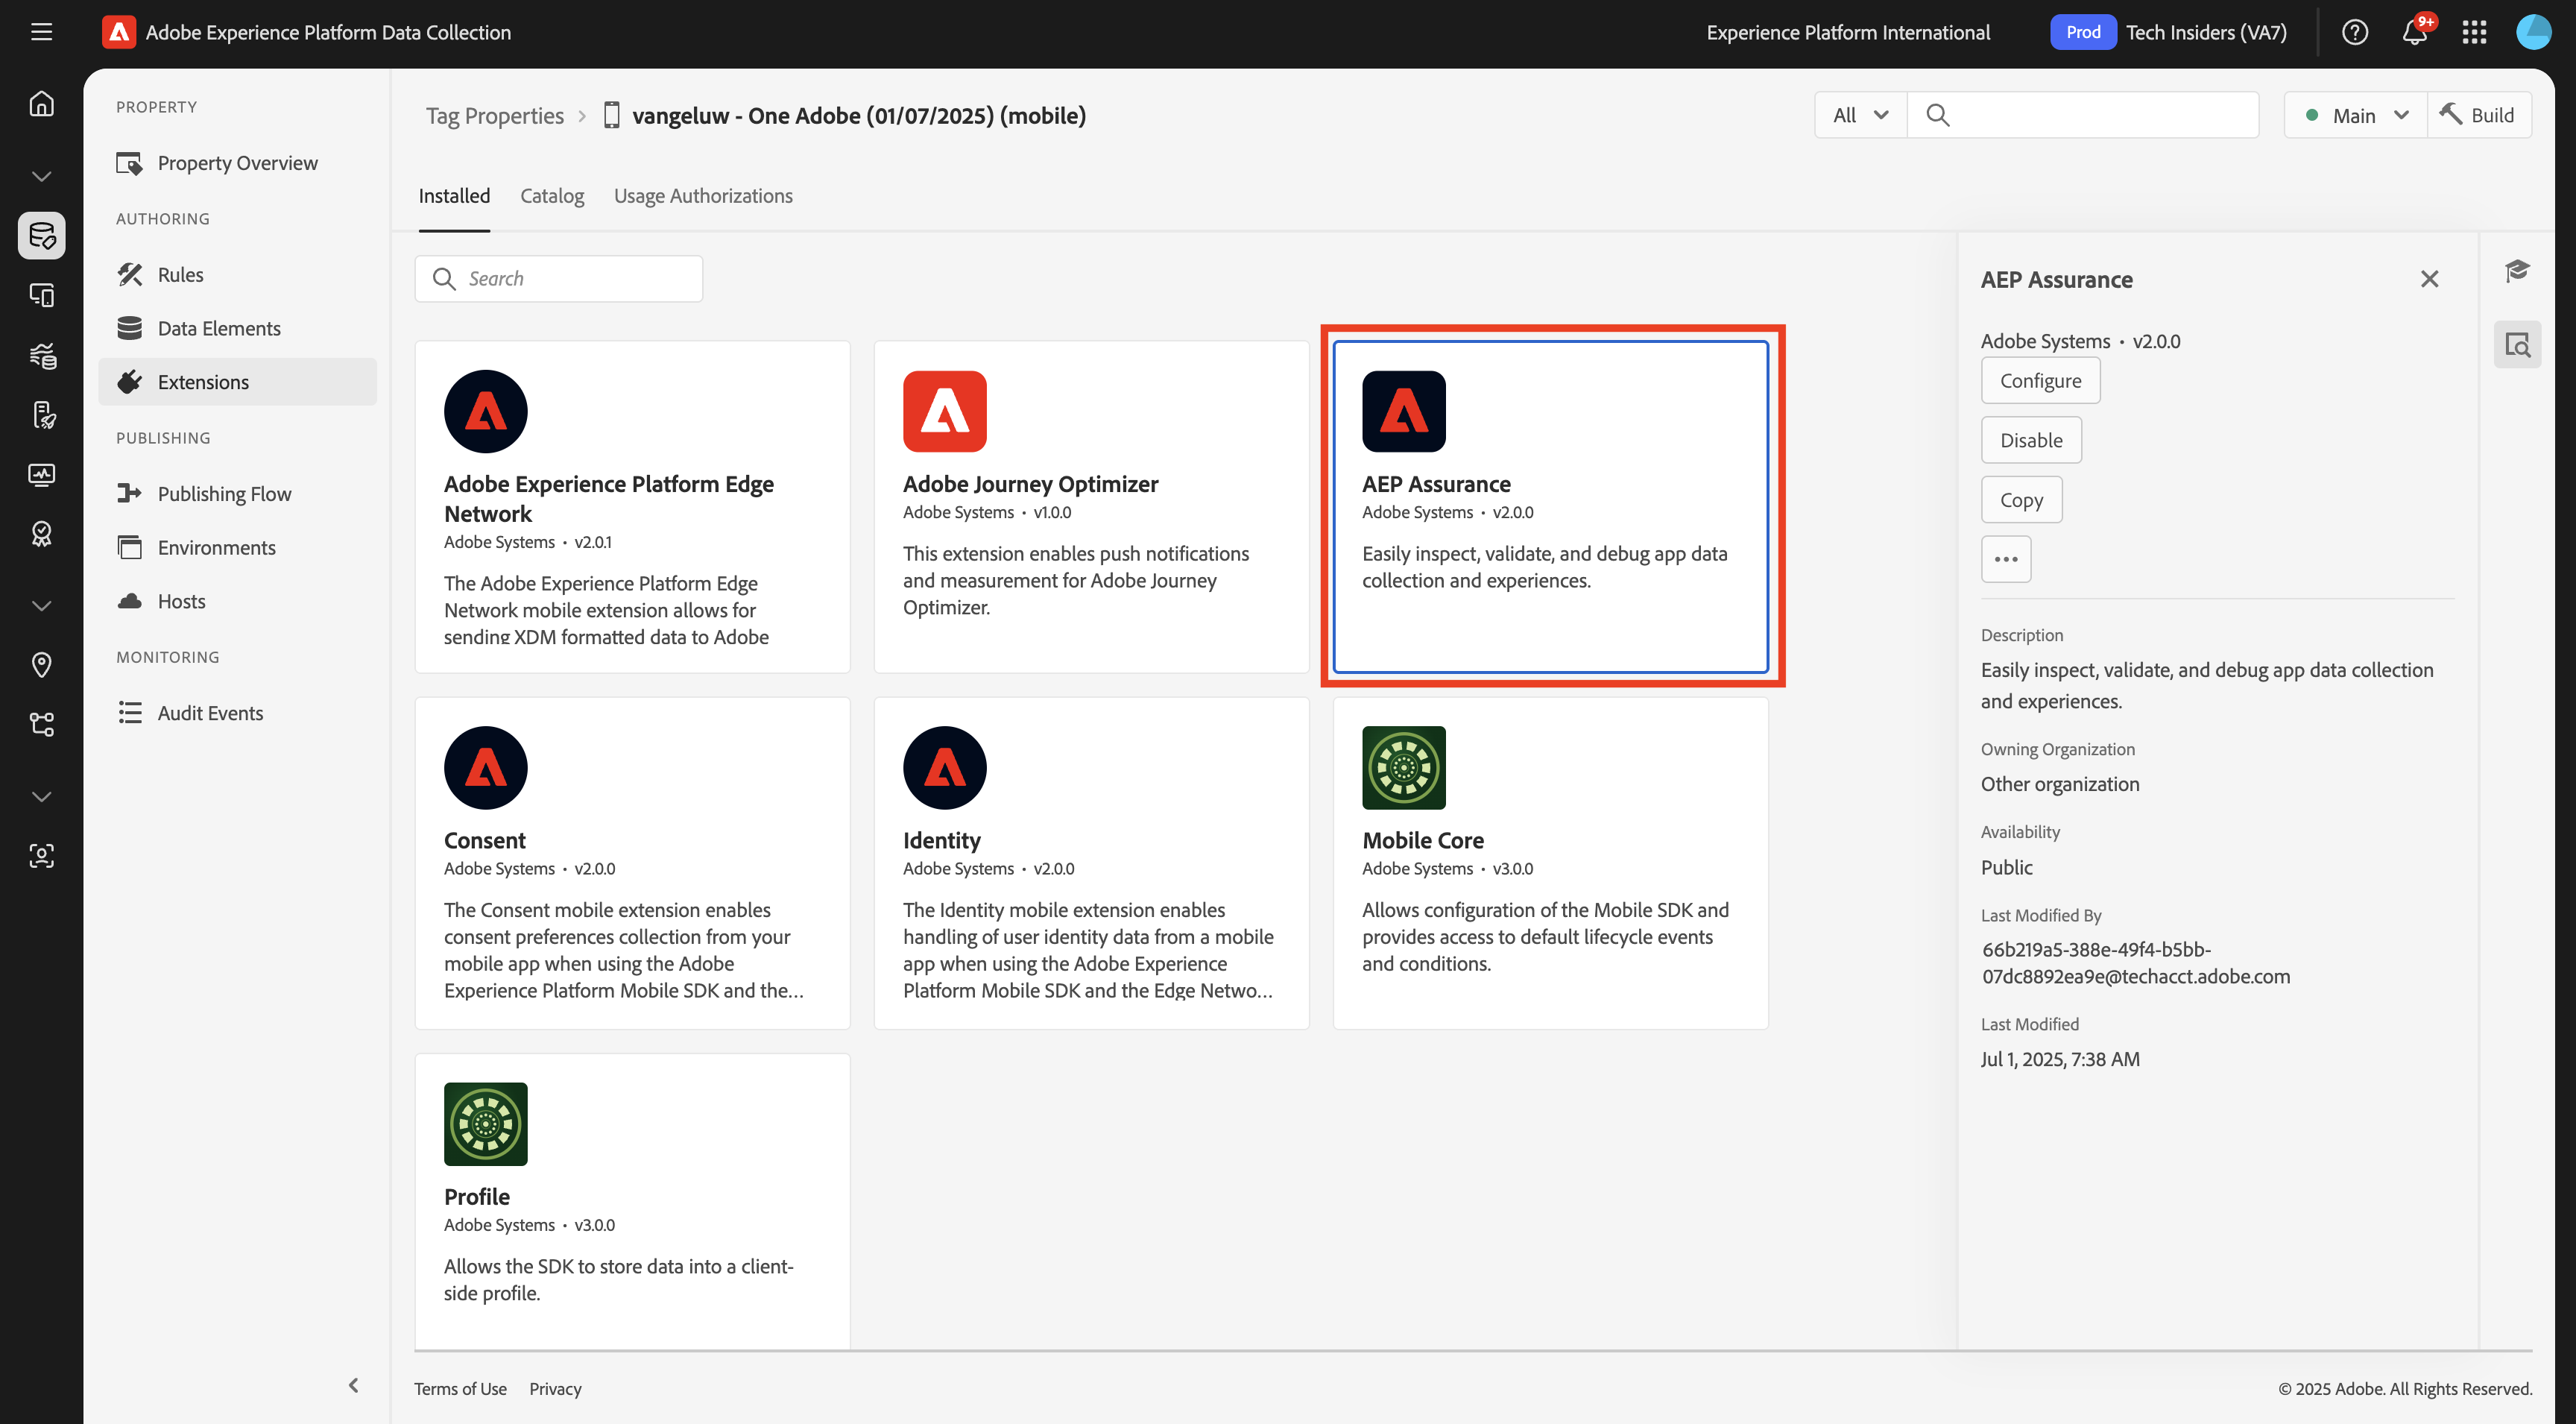 Adobe Experience Platform Data Collection
Experience Platform International
Prod
Tech Insiders (VA7)
9+
PROPERTY
Property Overview
AUTHORING
Rules
Data Elements
Extensions
PUBLISHING
Publishing Flow
Environments
Hosts
MONITORING
Audit Events
Tag Properties
vangeluw - One Adobe (01/07/2025) (mobile)
All
Main
Build
Installed
Catalog
Usage Authorizations
Search
Adobe Experience Platform Edge
Network
Adobe Systems • v2.0.1
The Adobe Experience Platform Edge
Network mobile extension allows for
sending XDM formatted data to Adobe
Adobe Journey Optimizer
Adobe Systems • v1.0.0
This extension enables push notifications
and measurement for Adobe Journey
Optimizer.
AEP Assurance
Adobe Systems • v2.0.0
Easily inspect, validate, and debug app data
collection and experiences.
Consent
Adobe Systems • v2.0.0
The Consent mobile extension enables
consent preferences collection from your
mobile app when using the Adobe
Experience Platform Mobile SDK and the...
Identity
Adobe Systems • v2.0.0
The Identity mobile extension enables
handling of user identity data from a mobile
app when using the Adobe Experience
Platform Mobile SDK and the Edge Netwo...
Mobile Core
Adobe Systems • v3.0.0
Allows configuration of the Mobile SDK and
provides access to default lifecycle events
and conditions.
Profile
Adobe Systems • v3.0.0
Allows the SDK to store data into a client-
side profile.
AEP Assurance
Adobe Systems • v2.0.0
Configure
Disable
Copy
Description
Easily inspect, validate, and debug app data collection
and experiences.
Owning Organization
Other organization
Availability
Public
Last Modified By
66b219a5-388e-49f4-b5bb-
07dc8892ea9e@techacct.adobe.com
Last Modified
Jul 1, 2025, 7:38 AM
Terms of Use
Privacy
© 2025 Adobe. All Rights Reserved.